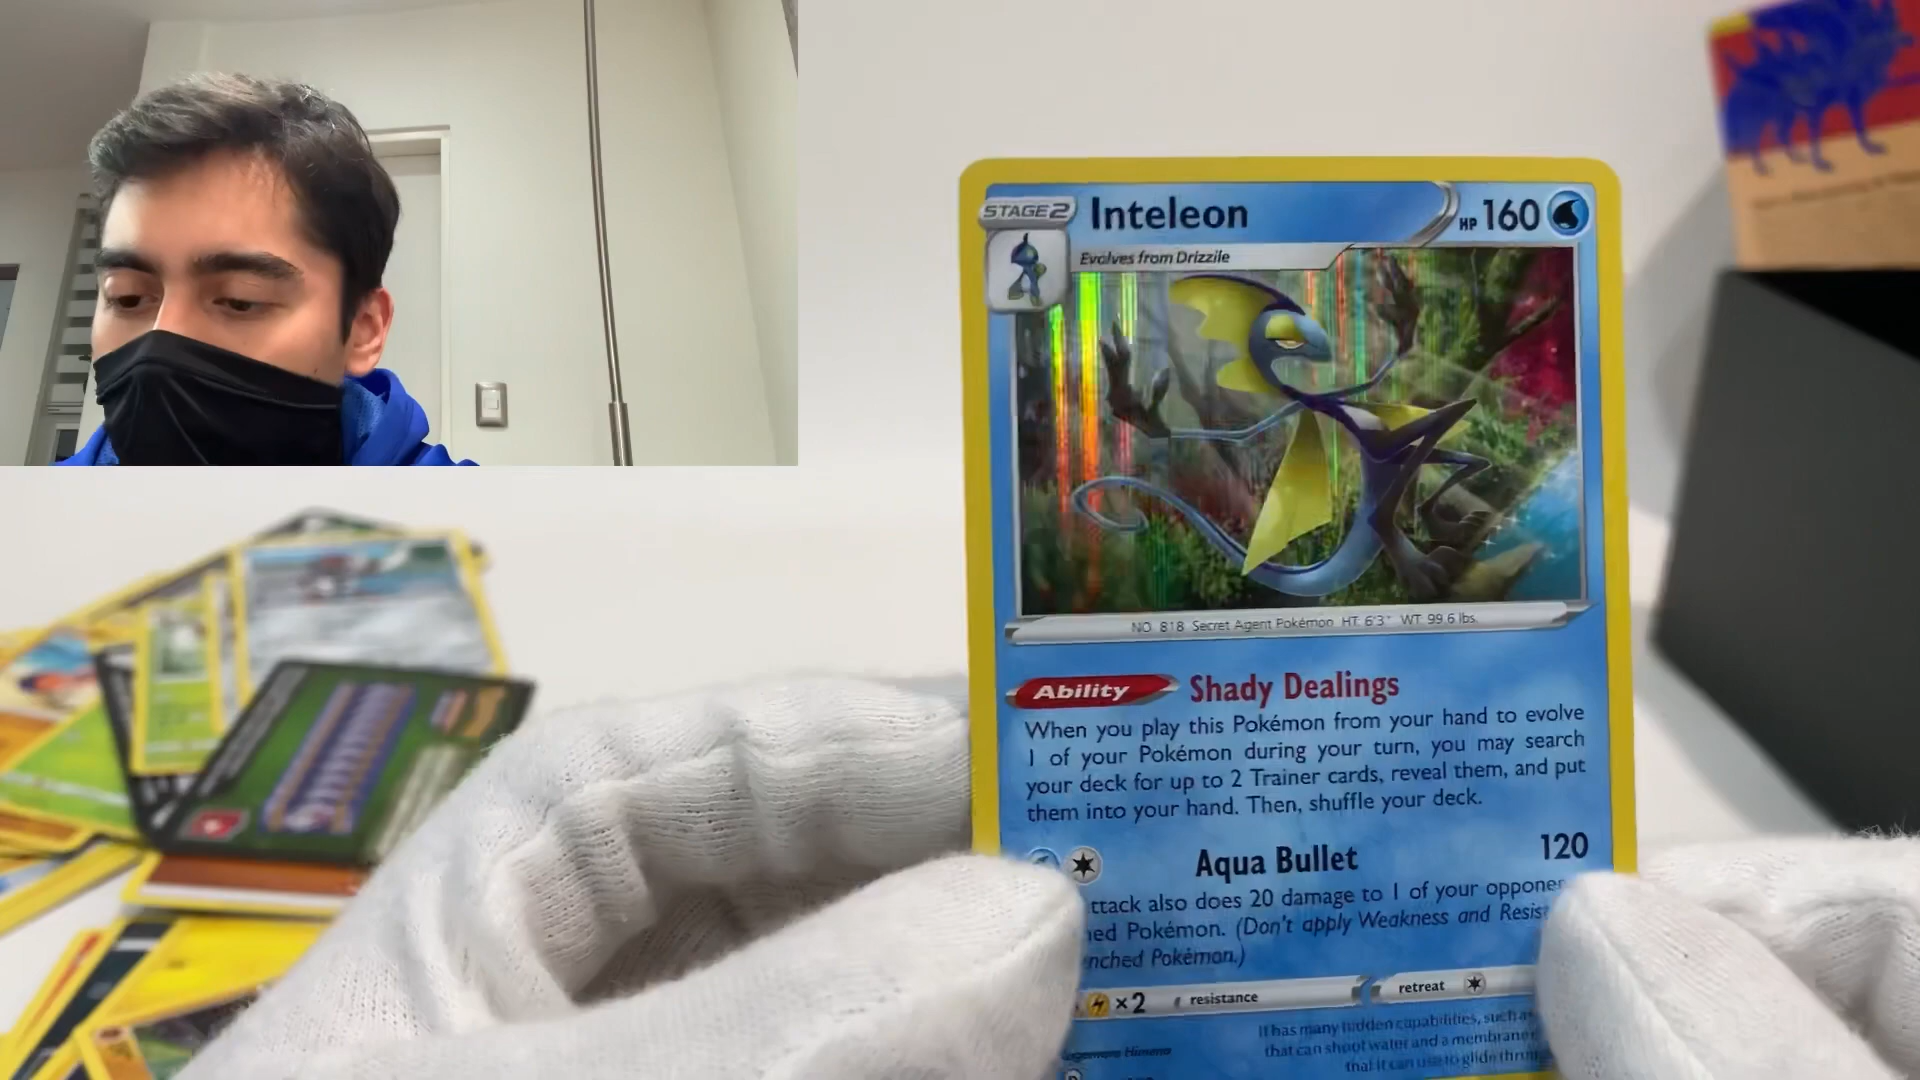 STAGE2
Inteleon
HP 160
Evolves from Drizzile
NO. 818 Secret Agent Pokémon HT: 6'3" WT: 99.6 lbs.
Ability Shady Dealings
When you play this Pokémon from your hand to evolve
1 of your Pokémon during your turn, you may search
your deck for up to 2 Trainer cards, reveal them, and put
them into your hand. Then, shuffle your deck.
Aqua Bullet 120
ttack also does 20 damage to 1 of your opponen
ned Pokémon. (Don't apply Weakness and Resis
nched Pokémon.)
×2 resistance
retreat
It has many hidden capabilities, such as
that can shoot water and a membrane
that it can use to glide throu